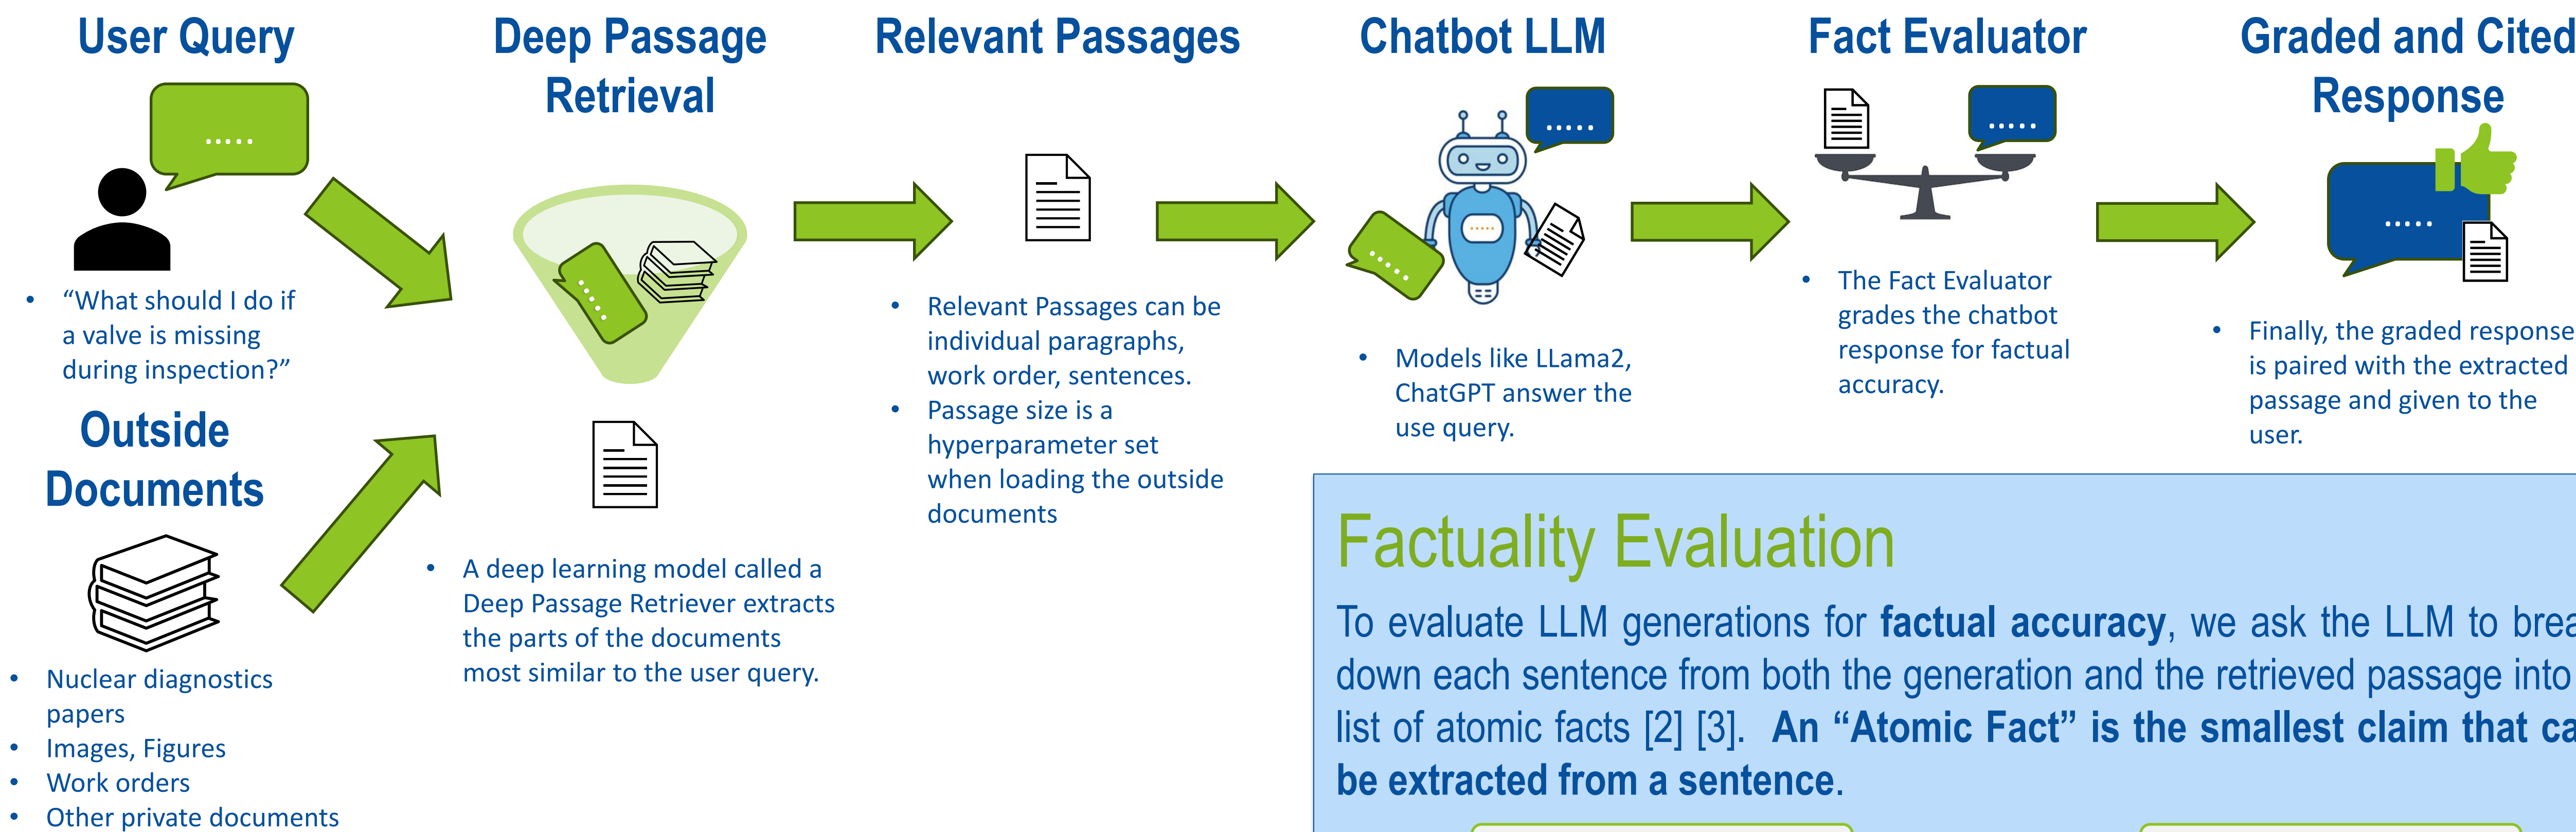 User Query
.....
• “What should I do if
a valve is missing
during inspection?”
Outside
Documents
• Nuclear diagnostics
papers
• Images, Figures
• Work orders
• Other private documents
Deep Passage
Retrieval
.....
• A deep learning model called a
Deep Passage Retriever extracts
the parts of the documents
most similar to the user query.
Relevant Passages
• Relevant Passages can be
individual paragraphs,
work order, sentences.
• Passage size is a
hyperparameter set
when loading the outside
documents
Chatbot LLM
.....
.....
.....
• Models like LLama2,
ChatGPT answer the
use query.
Fact Evaluator
.....
• The Fact Evaluator
grades the chatbot
response for factual
accuracy.
Graded and Cited
Response
.....
• Finally, the graded response
is paired with the extracted
passage and given to the
user.
Factuality Evaluation
To evaluate LLM generations for factual accuracy, we ask the LLM to brea
down each sentence from both the generation and the retrieved passage into
list of atomic facts [2] [3]. An “Atomic Fact” is the smallest claim that ca
be extracted from a sentence.